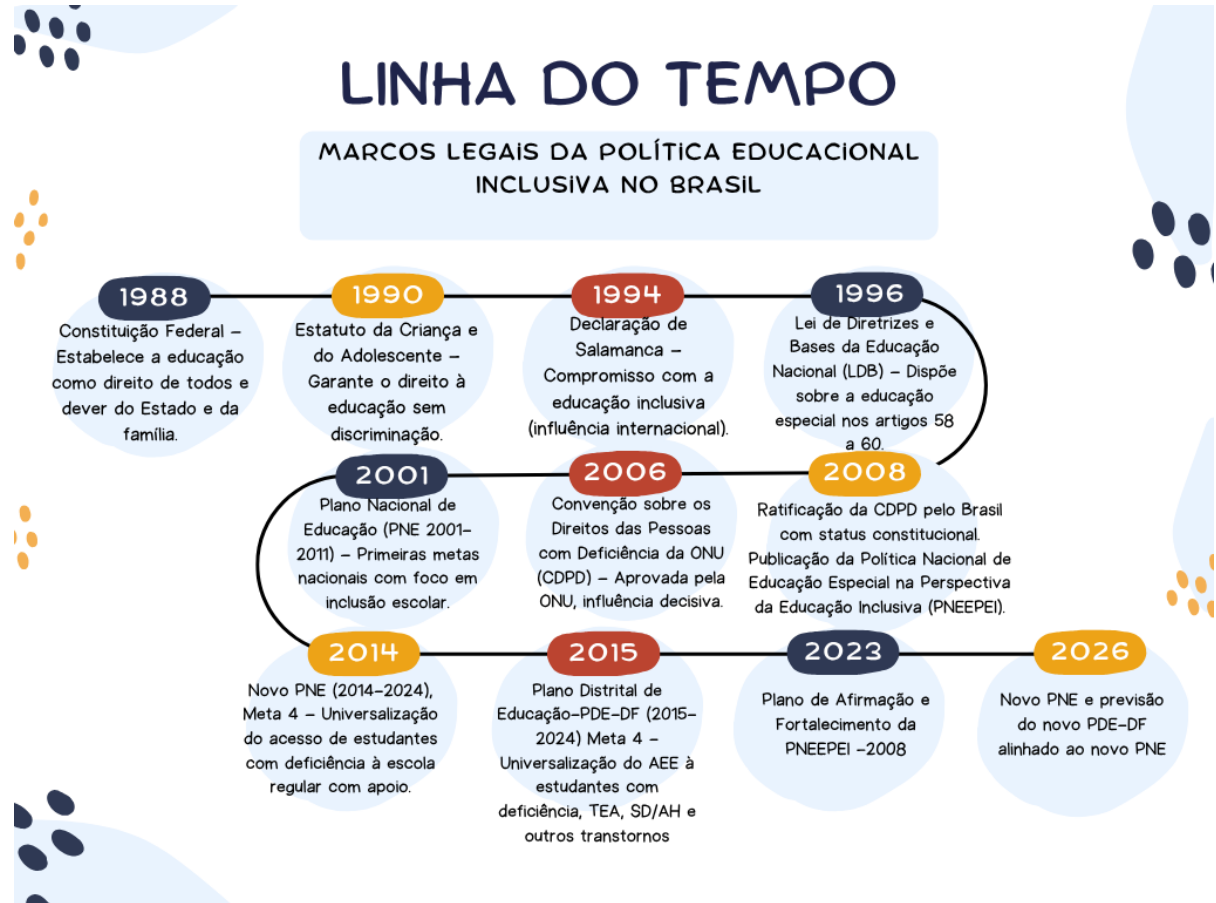 LINHA DO TEMPO
MARCOS LEGAIS DA POLÍTICA EDUCACIONAL
INCLUSIVA NO BRASIL
1988
Constituição Federal –
Estabelece a educação
como direito de todos e
dever do Estado e da
família.
1990
Estatuto da Criança e
do Adolescente –
Garante o direito à
educação sem
discriminação.
1994
Declaração de
Salamanca –
Compromisso com a
educação inclusiva
(influência internacional).
1996
Lei de Diretrizes e
Bases da Educação
Nacional (LDB) – Dispõe
sobre a educação
especial nos artigos 58
a 60.
2001
Plano Nacional de
Educação (PNE 2001–
2011) – Primeiras metas
nacionais com foco em
inclusão escolar.
2006
Convenção sobre os
Direitos das Pessoas
com Deficiência da ONU
(CDPD) – Aprovada pela
ONU, influência decisiva.
2008
Ratificação da CDPD pelo Brasil
com status constitucional.
Publicação da Política Nacional de
Educação Especial na Perspectiva
da Educação Inclusiva (PNEEPEI).
2014
Novo PNE (2014–2024),
Meta 4 – Universalização
do acesso de estudantes
com deficiência à escola
regular com apoio.
2015
Plano Distrital de
Educação–PDE–DF (2015–
2024) Meta 4 –
Universalização do AEE à
estudantes com
deficiência, TEA, SD/AH e
outros transtornos
2023
Plano de Afirmação e
Fortalecimento da
PNEEPEI –2008
2026
Novo PNE e previsão
do novo PDE–DF
alinhado ao novo PNE